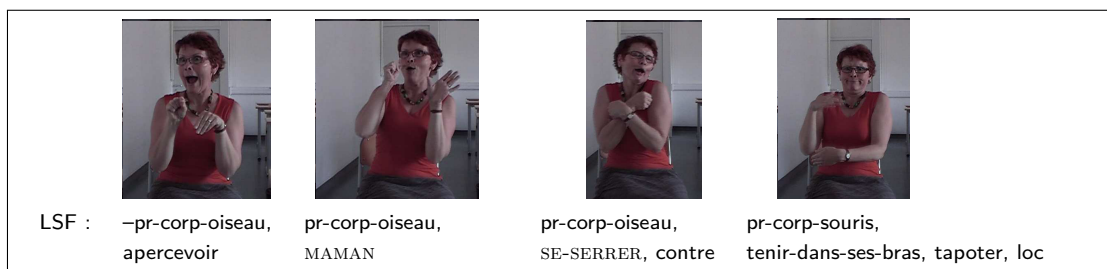 LSF : –pr-corp-oiseau, pr-corp-oiseau, pr-corp-oiseau, pr-corp-souris,
apercevoir MAMAN SE-SERRER, contre tenir-dans-ses-bras, tapoter, loc